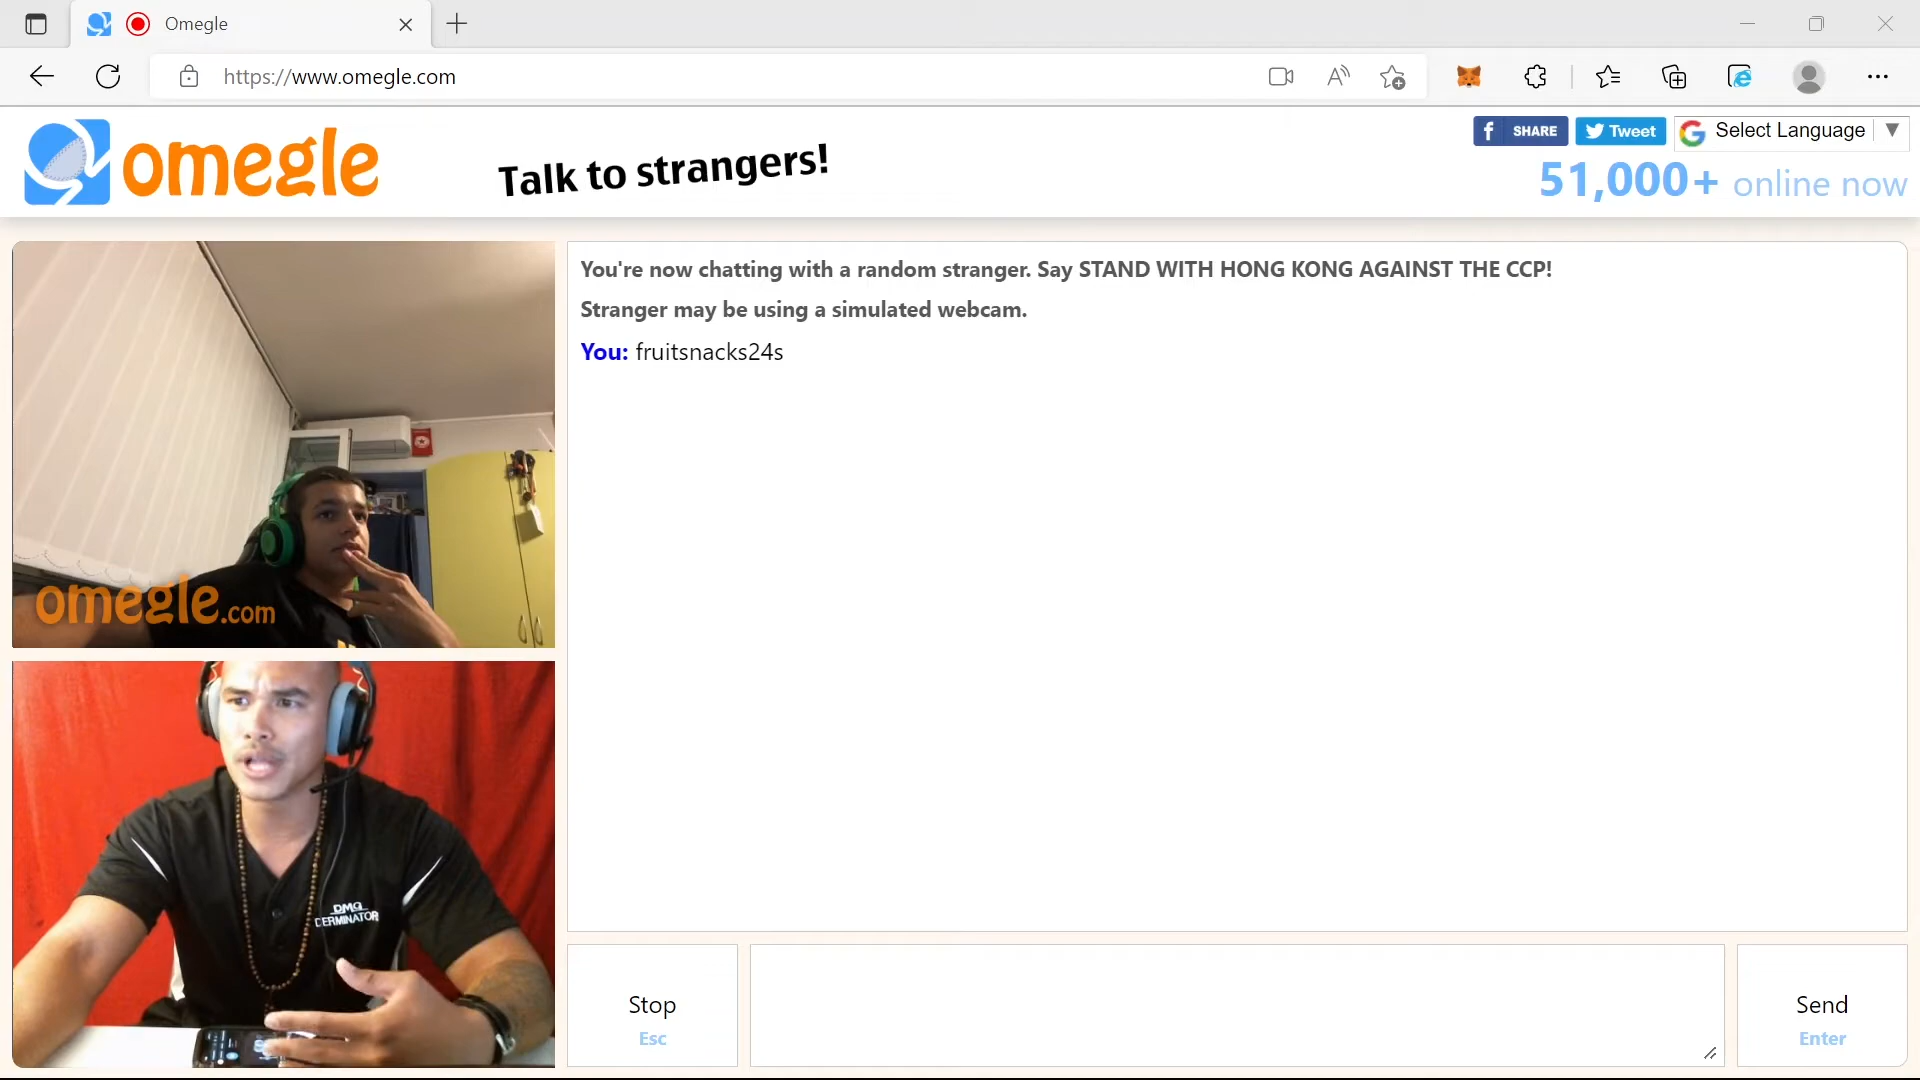 Omegle
https://www.omegle.com
omegle
Talk to strangers!
SHARE
Tweet
Select Language
51,000+ online now
You're now chatting with a random stranger. Say STAND WITH HONG KONG AGAINST THE CCP!
Stranger may be using a simulated webcam.
You: fruitsnacks24s
omegle.com
DMG
Stop
Esc
Send
Enter